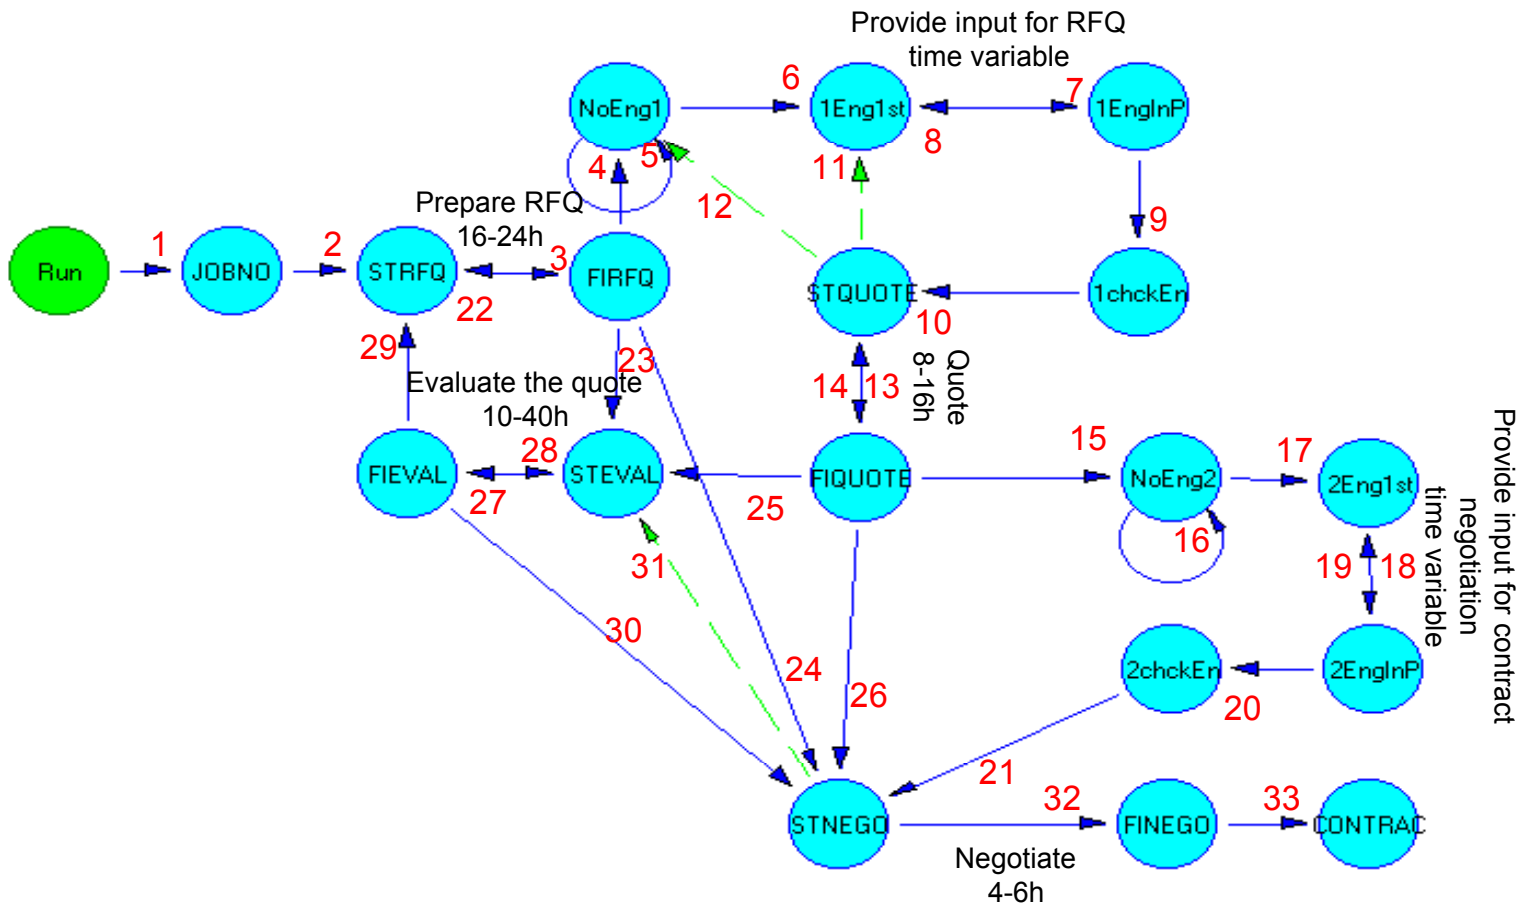 Provide input for RFQ
time variable
6
7
NoEng1
1Eng1st
1EngInP
8
5
4
11
12
9
Prepare RFQ
16-24h
1
2
3
Run
JOBNO
STRFQ
FIRFQ
STQUOTE
1chckEn
22
10
29
23
Evaluate the quote
10-40h
14
13
Quote
8-16h
15
17
28
FIEVAL
STEVAL
FIQUOTE
NoEng2
2Eng1st
27
25
16
31
19
18
Provide input for contract
negotiation
time variable
30
24
26
2chckEn
2EngInP
20
21
32
33
STNEGO
FINEGO
CONTRAC
Negotiate
4-6h